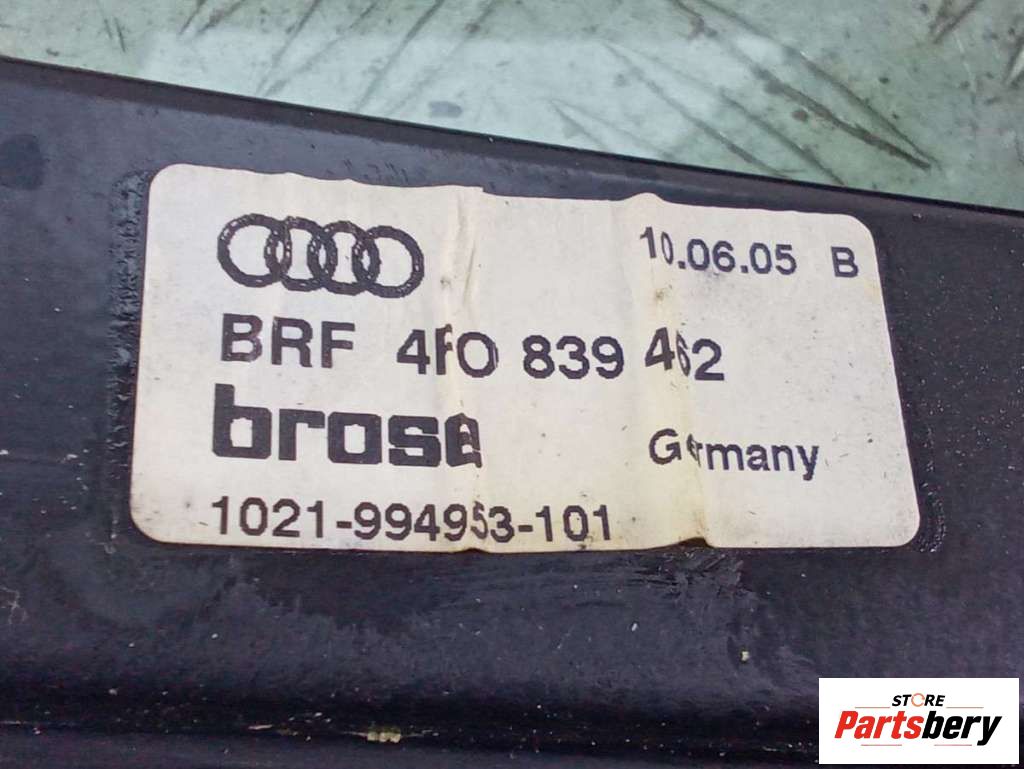 10.06.05 B
BRF 4F0 839 462
brose
Germany
1021-994953-101
STORE
Partsbery